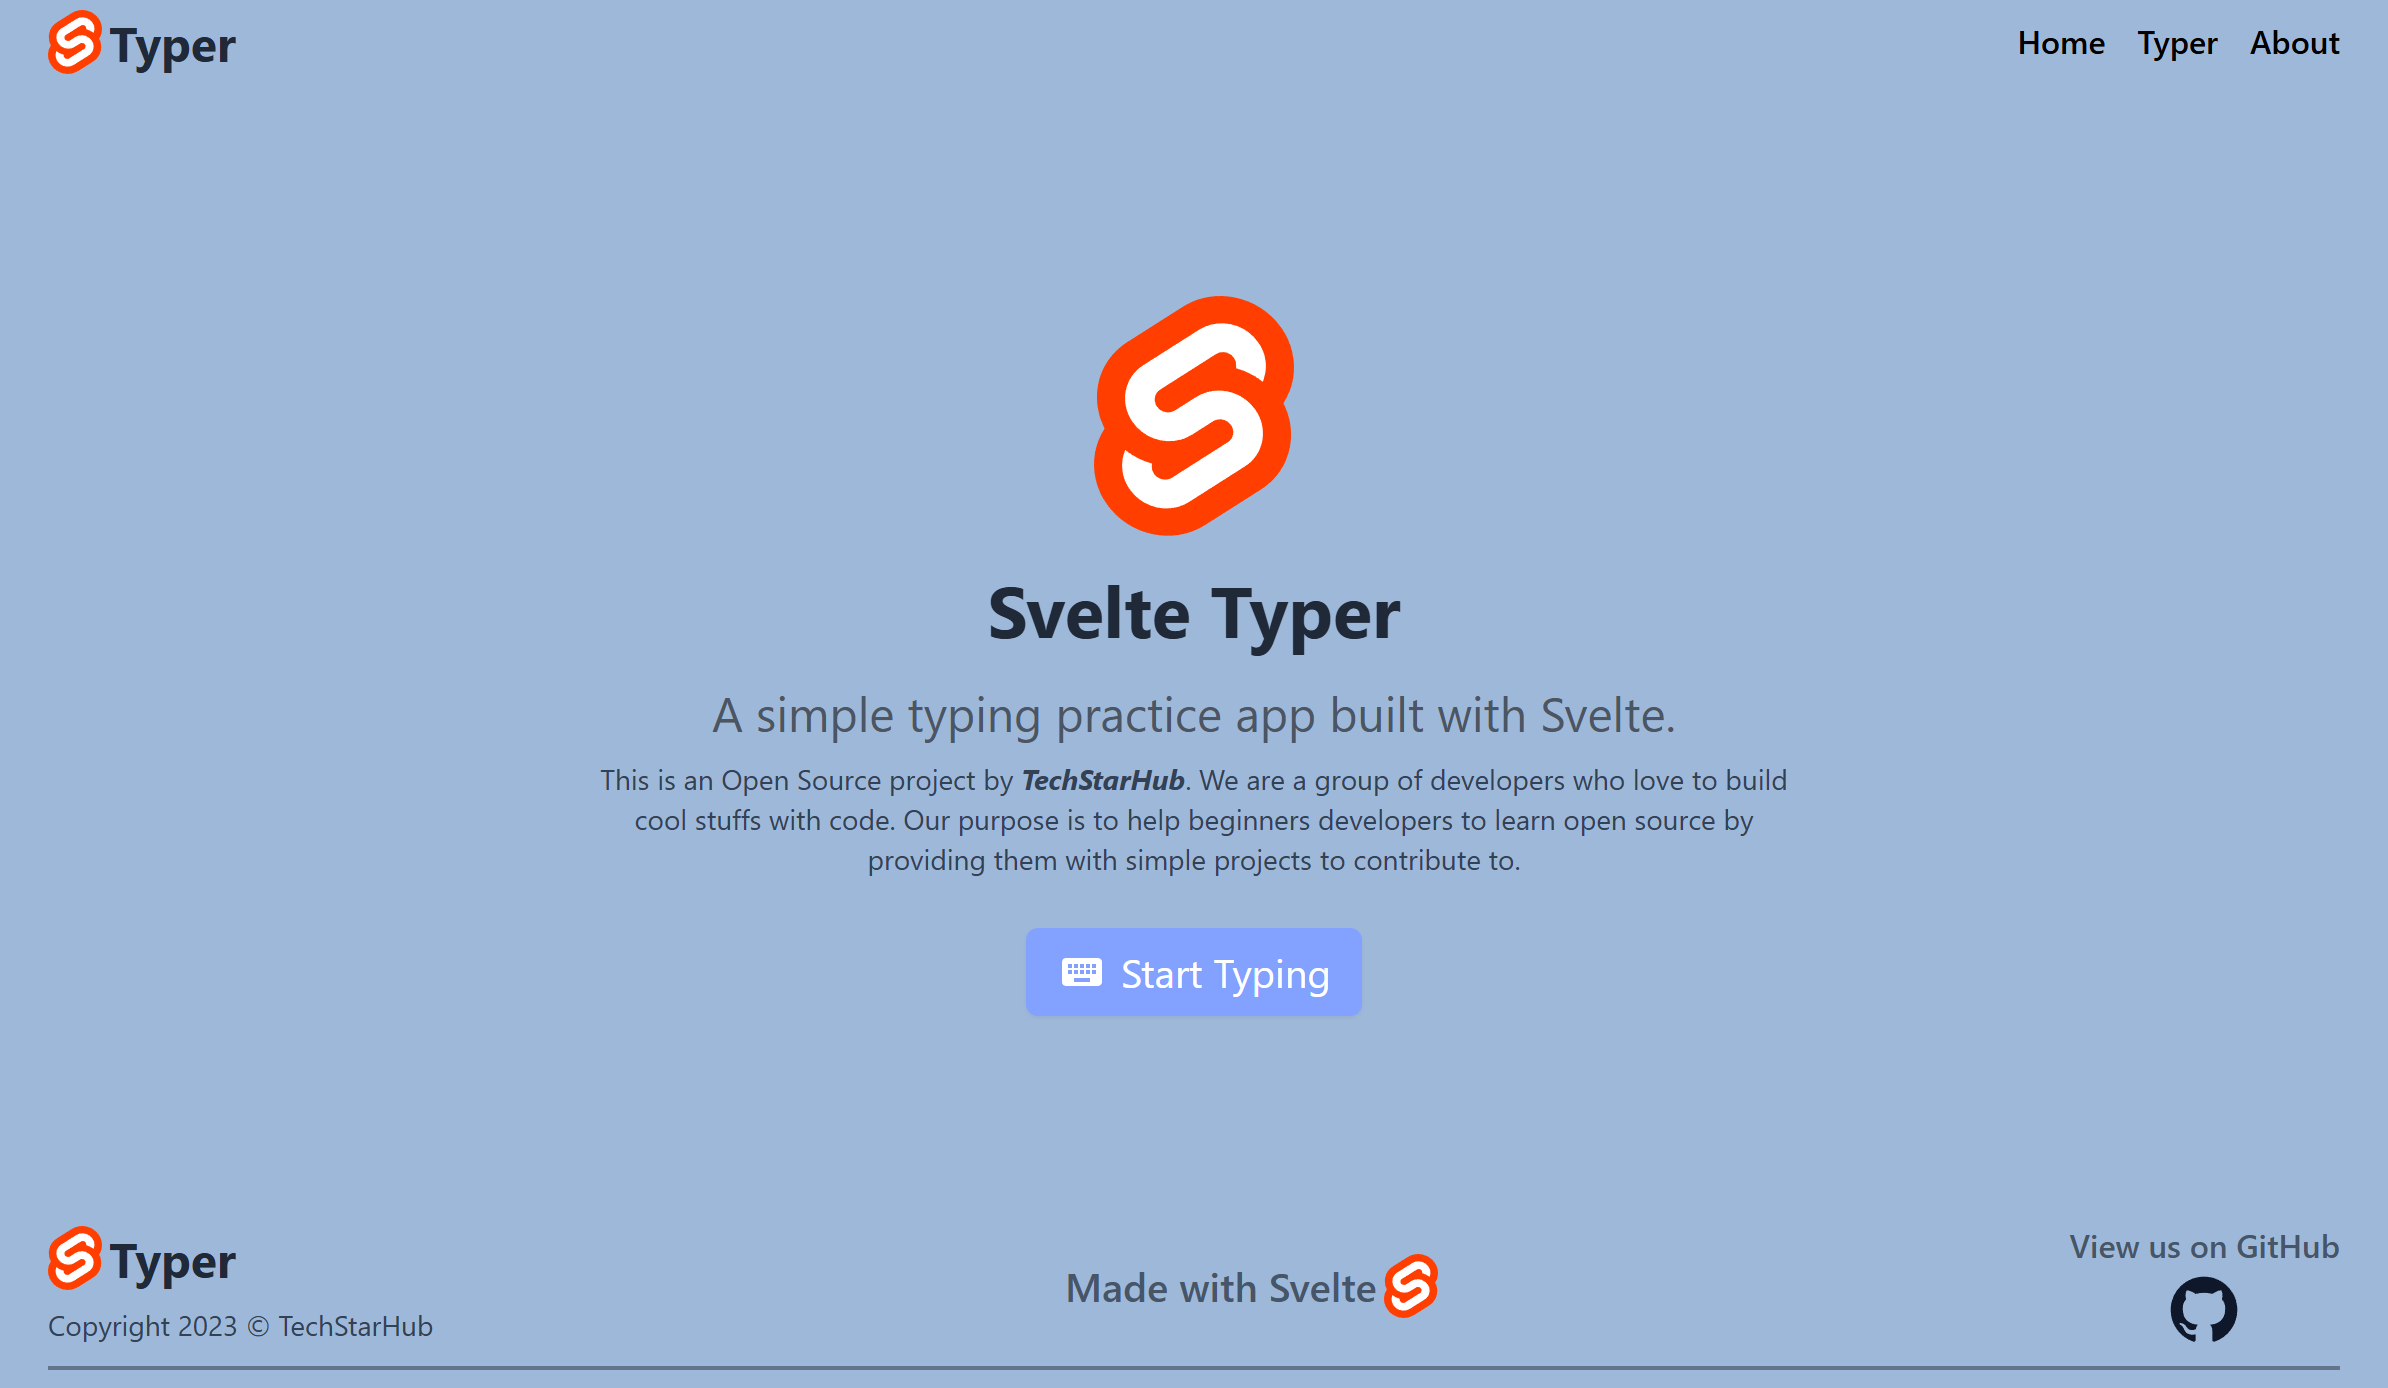 Typer
Home Typer About
Svelte Typer
A simple typing practice app built with Svelte.
This is an Open Source project by TechStarHub. We are a group of developers who love to build
cool stuffs with code. Our purpose is to help beginners developers to learn open source by
providing them with simple projects to contribute to.
Start Typing
Typer
Copyright 2023 © TechStarHub
Made with Svelte
View us on GitHub